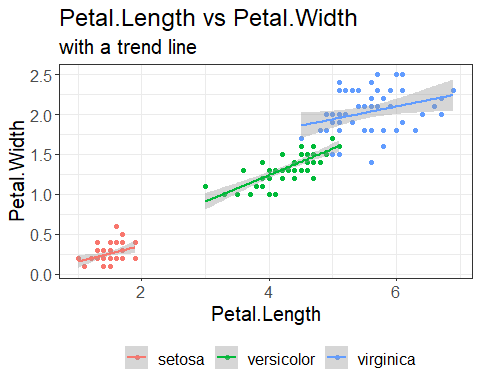 Petal.Length vs Petal.Width
with a trend line
2.5
2.0
1.5
1.0
0.5
0.0
Petal.Width
2 4 6
Petal.Length
setosa versicolor virginica